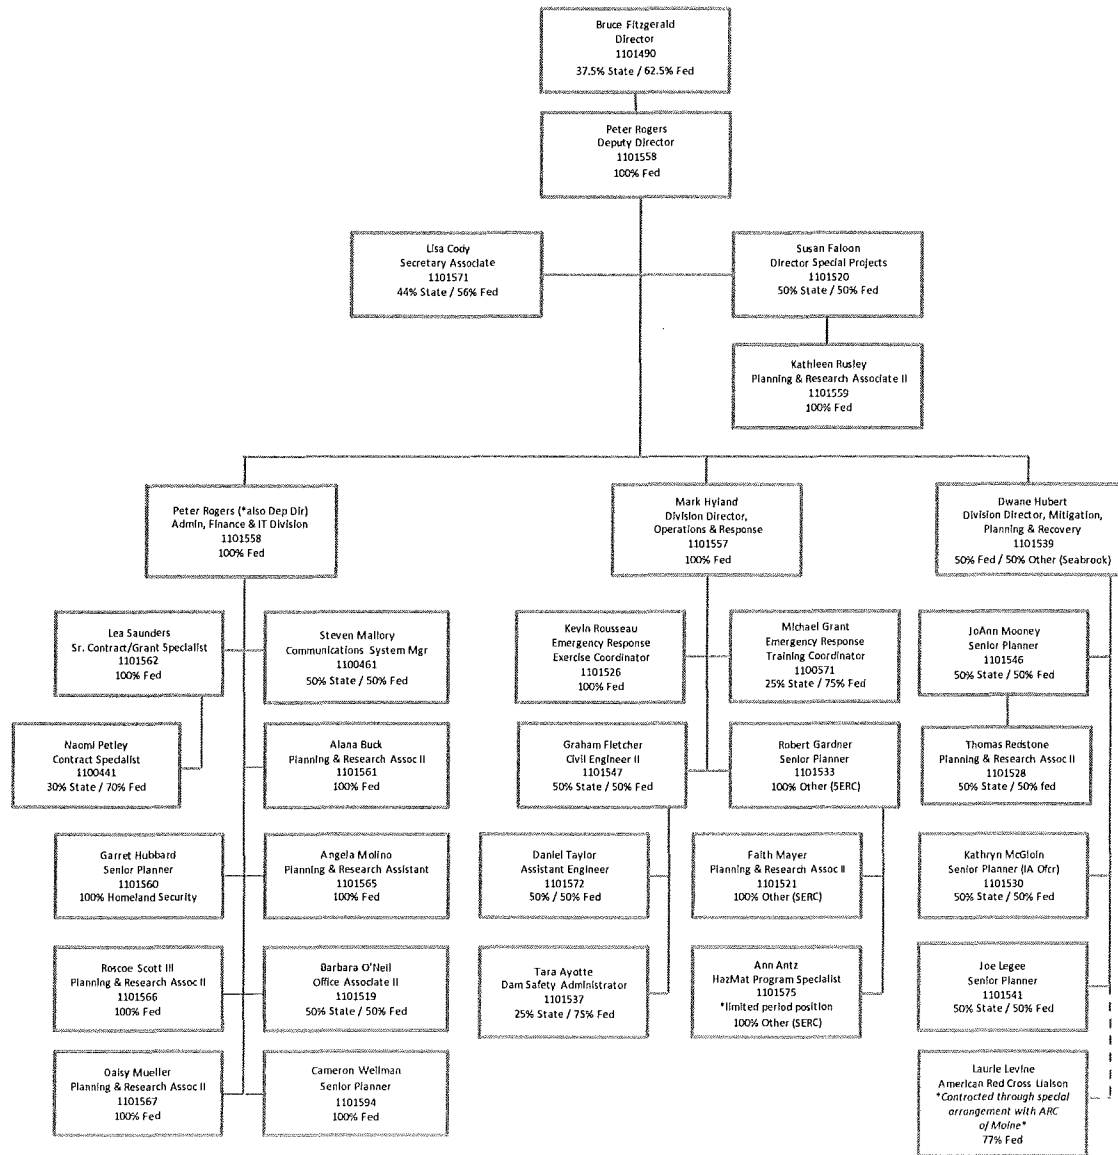 Bruce Fitzgerald
Director
1101490
37.5% State / 62.5% Fed
Peter Rogers
Deputy Director
1101558
100% Fed
Lisa Cody
Secretary Associate
1101571
44% State / 56% Fed
Susan Faloon
Director Special Projects
1101520
50% State / 50% Fed
Kathleen Rusley
Planning & Research Associate II
1101559
100% Fed
Peter Rogers (*also Dep Dir)
Admin, Finance & IT Division
1101558
100% Fed
Mark Hyland
Division Director,
Operations & Response
1101557
100% Fed
Dwane Hubert
Division Director, Mitigation,
Planning & Recovery
1101539
50% Fed / 50% Other (Seabrook)
Lea Saunders
Sr. Contract/Grant Specialist
1101562
100% Fed
Steven Mallory
Communications System Mgr
1100461
50% State / 50% Fed
Kevin Rousseau
Emergency Response
Exercise Coordinator
1101526
100% Fed
Michael Grant
Emergency Response
Training Coordinator
1100571
25% State / 75% Fed
JoAnn Mooney
Senior Planner
1101546
50% State / 50% Fed
Naomi Petley
Contract Specialist
1100441
30% State / 70% Fed
Alana Buck
Planning & Research Assoc II
1101561
100% Fed
Graham Fletcher
Civil Engineer II
1101547
50% State / 50% Fed
Robert Gardner
Senior Planner
1101533
100% Other (SERC)
Thomas Redstone
Planning & Research Assoc II
1101528
50% State / 50% fed
Garret Hubbard
Senior Planner
1101560
100% Homeland Security
Angela Molino
Planning & Research Assistant
1101565
100% Fed
Daniel Taylor
Assistant Engineer
1101572
50% / 50% Fed
Faith Mayer
Planning & Research Assoc II
1101521
100% Other (SERC)
Kathryn McGloin
Senior Planner (IA Ofcr)
1101530
50% State / 50% Fed
Roscoe Scott III
Planning & Research Assoc II
1101566
100% Fed
Barbara O'Neil
Office Associate II
1101519
50% State / 50% Fed
Tara Ayotte
Dam Safety Administrator
1101537
25% State / 75% Fed
Ann Antz
HazMat Program Specialist
1101575
*limited period position
100% Other (SERC)
Joe Legee
Senior Planner
1101541
50% State / 50% Fed
Daisy Mueller
Planning & Research Assoc II
1101567
100% Fed
Cameron Wellman
Senior Planner
1101594
100% Fed
Laurie Levine
American Red Cross Liaison
*Contracted through special
arrangement with ARC
of Maine*
77% Fed